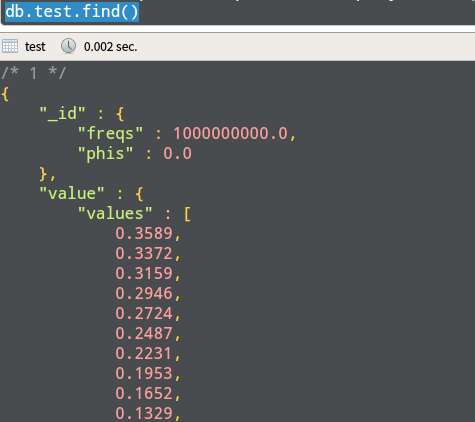 db.test.find()
test 0.002 sec.
/* 1 */
{
    "_id" : {
        "freqs" : 1000000000.0,
        "phis" : 0.0
    },
    "value" : {
        "values" : [
            0.3589,
            0.3372,
            0.3159,
            0.2946,
            0.2724,
            0.2487,
            0.2231,
            0.1953,
            0.1652,
            0.1329,